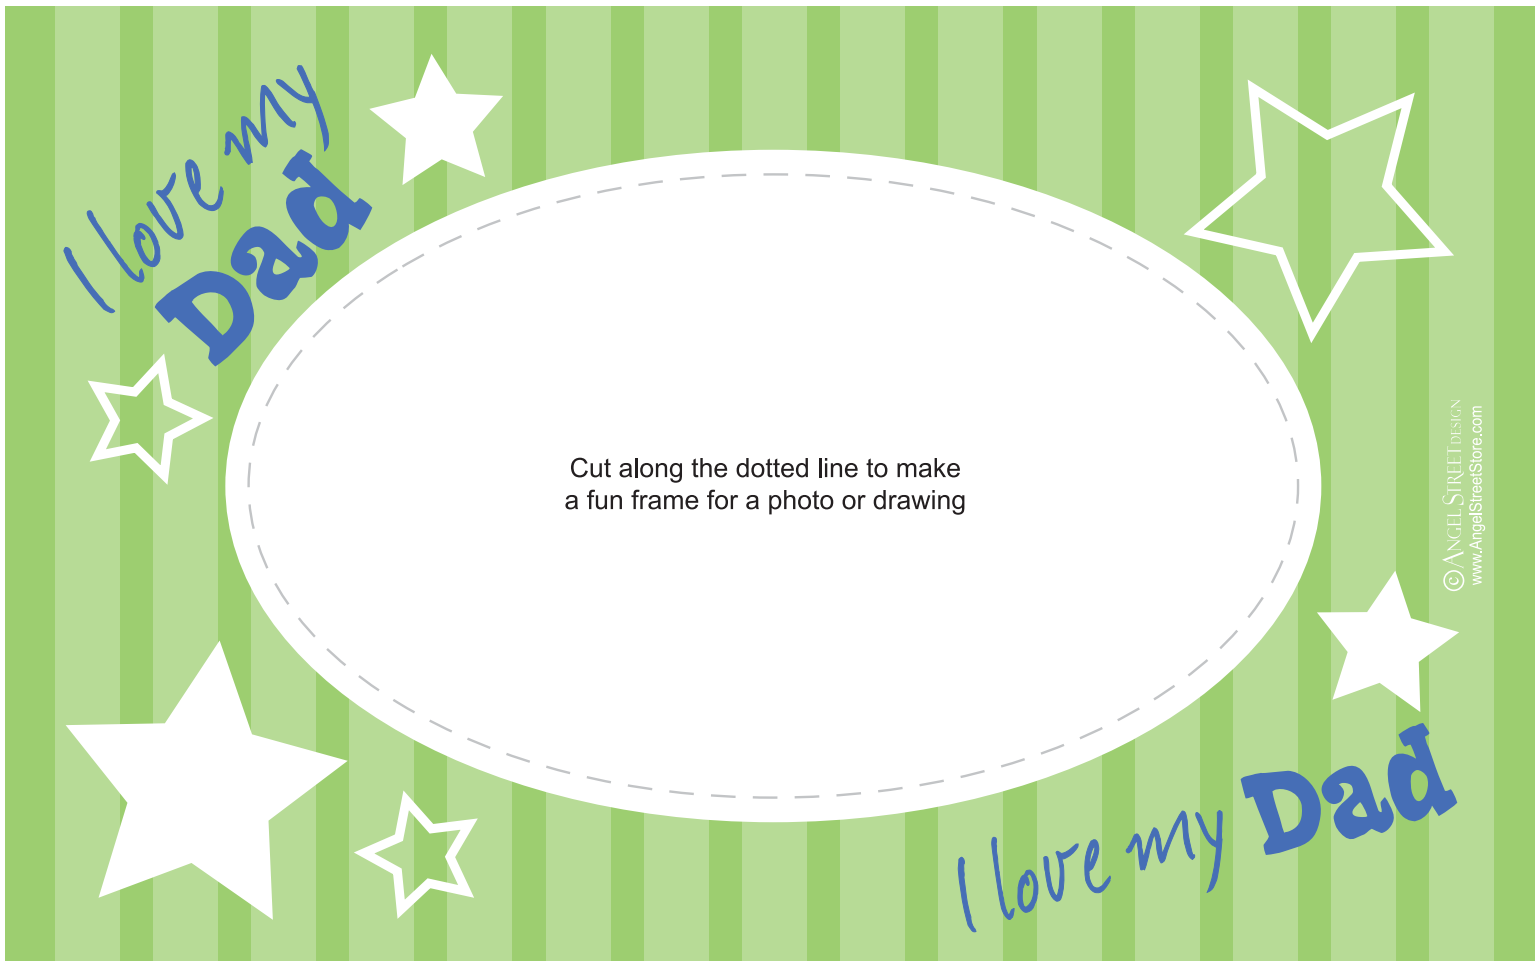 I love my
Dad
Cut along the dotted line to make
a fun frame for a photo or drawing
© ANGEL STREET DESIGN
www.AngelStreetStore.com
I love my Dad